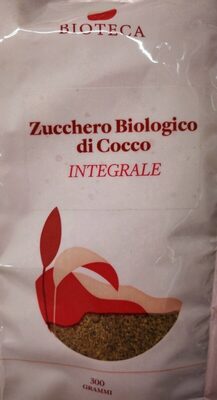 BIOTECA
Zucchero Biologico
di Cocco
INTEGRALE
300
GRAMMI